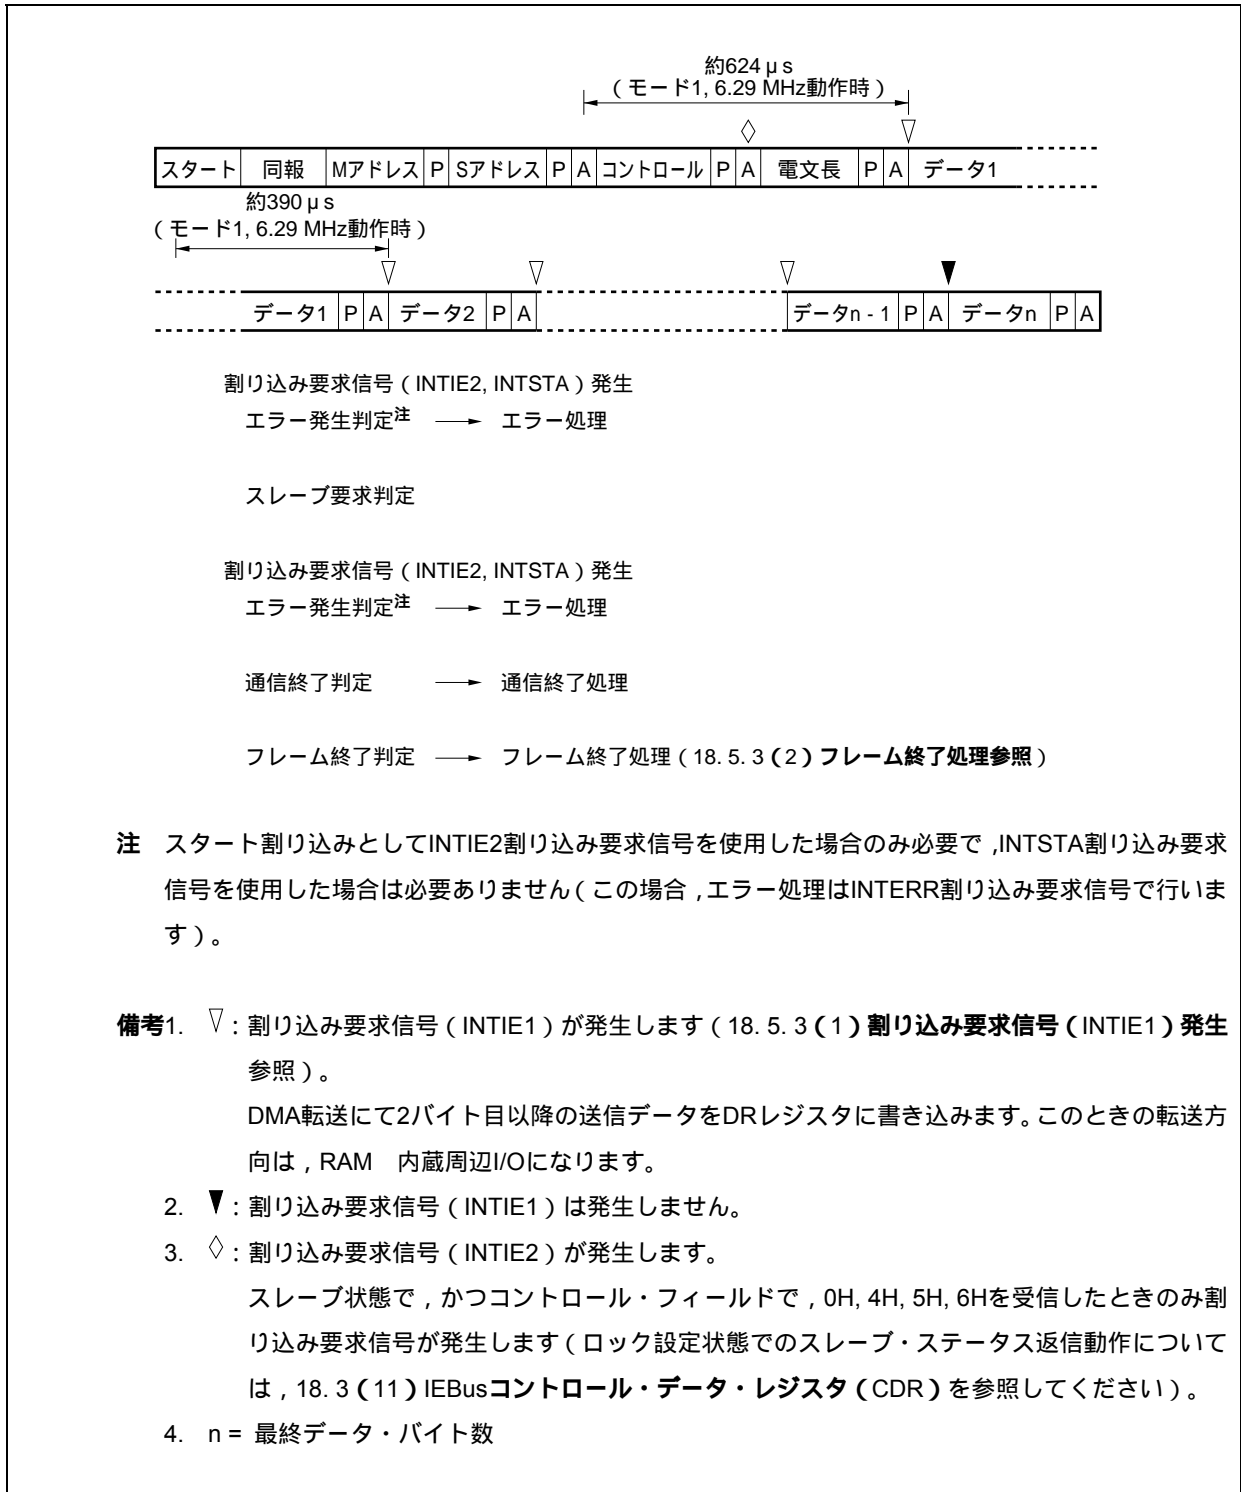 約624 μs
(モード1, 6.29 MHz動作時)
◇ ▽
スタート 同報 Mアドレス P Sアドレス P A コントロール P A 電文長 P A データ1
約390 μs
(モード1, 6.29 MHz動作時)
▽ ▽ ▽ ▼
データ1 P A データ2 P A データn - 1 P A データn P A
割り込み要求信号(INTIE2, INTSTA)発生
エラー発生判定注 → エラー処理
スレーブ要求判定
割り込み要求信号(INTIE2, INTSTA)発生
エラー発生判定注 → エラー処理
通信終了判定 → 通信終了処理
フレーム終了判定 → フレーム終了処理(18. 5. 3(2)フレーム終了処理参照)
注 スタート割り込みとしてINTIE2割り込み要求信号を使用した場合のみ必要で,INTSTA割り込み要求
信号を使用した場合は必要ありません(この場合,エラー処理はINTERR割り込み要求信号で行いま
す)。
備考1. ▽:割り込み要求信号(INTIE1)が発生します(18. 5. 3(1)割り込み要求信号(INTIE1)発生
参照)。
DMA転送にて2バイト目以降の送信データをDRレジスタに書き込みます。このときの転送方
向は,RAM 内蔵周辺I/Oになります。
2. ▼:割り込み要求信号(INTIE1)は発生しません。
3. ◇:割り込み要求信号(INTIE2)が発生します。
スレーブ状態で,かつコントロール・フィールドで,0H, 4H, 5H, 6Hを受信したときのみ割
り込み要求信号が発生します(ロック設定状態でのスレーブ・ステータス返信動作について
は,18. 3(11)IEBusコントロール・データ・レジスタ(CDR)を参照してください)。
4. n = 最終データ・バイト数